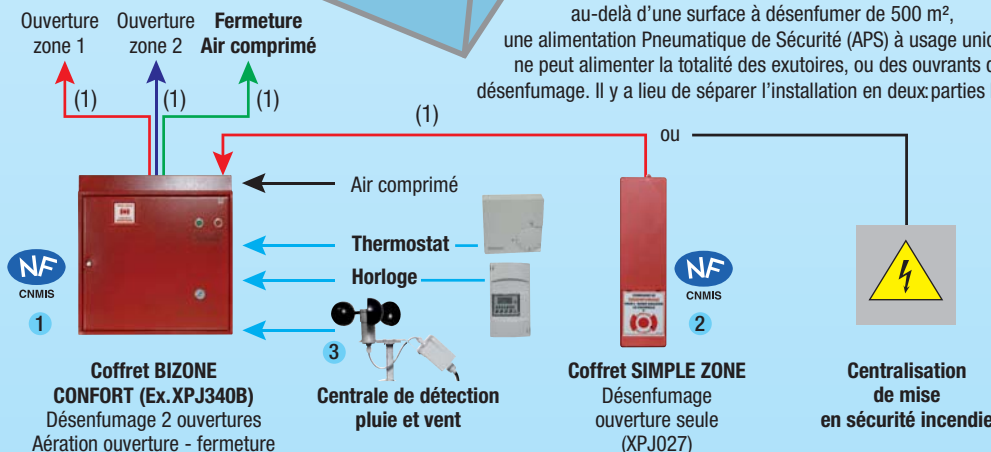 au-delà d'une surface à désenfumer de 500 m²,
une alimentation Pneumatique de Sécurité (APS) à usage
ne peut alimenter la totalité des exutoires, ou des ouvrants
désenfumage. Il y a lieu de séparer l'installation en deux parties
Ouverture
zone 1
Ouverture
zone 2
Fermeture
Air comprimé
(1)
(1)
(1)
(1)
ou
Air comprimé
Thermostat
Horloge
NF
CNMIS
1
3
NF
CNMIS
2
Coffret BIZONE
CONFORT (Ex.XPJ340B)
Désenfumage 2 ouvertures
Aération ouverture - fermeture
Centrale de détection
pluie et vent
Coffret SIMPLE ZONE
Désenfumage
ouverture seule
(XPJ027)
Centralisation
de mise
en sécurité incendie